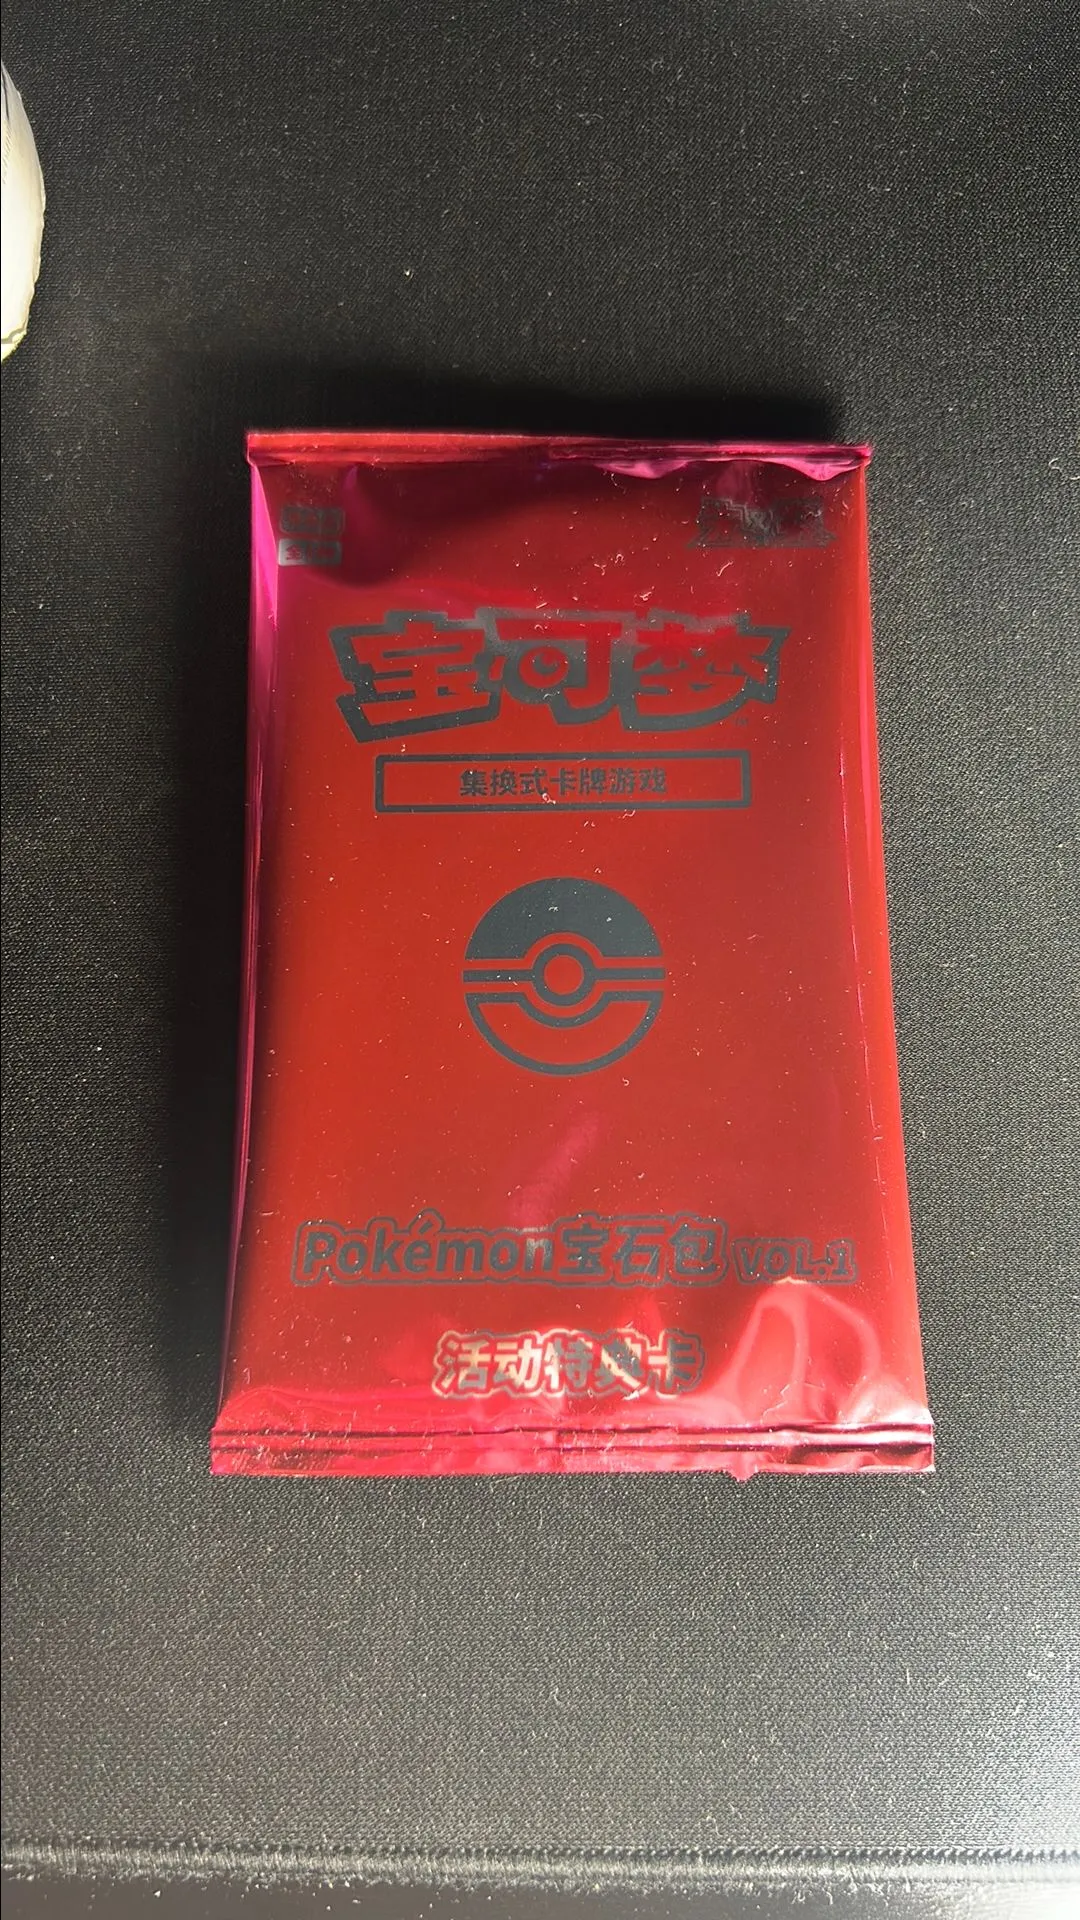 宝可梦
集换式卡牌游戏
Pokémon宝石包 VOL.1
活动特典卡